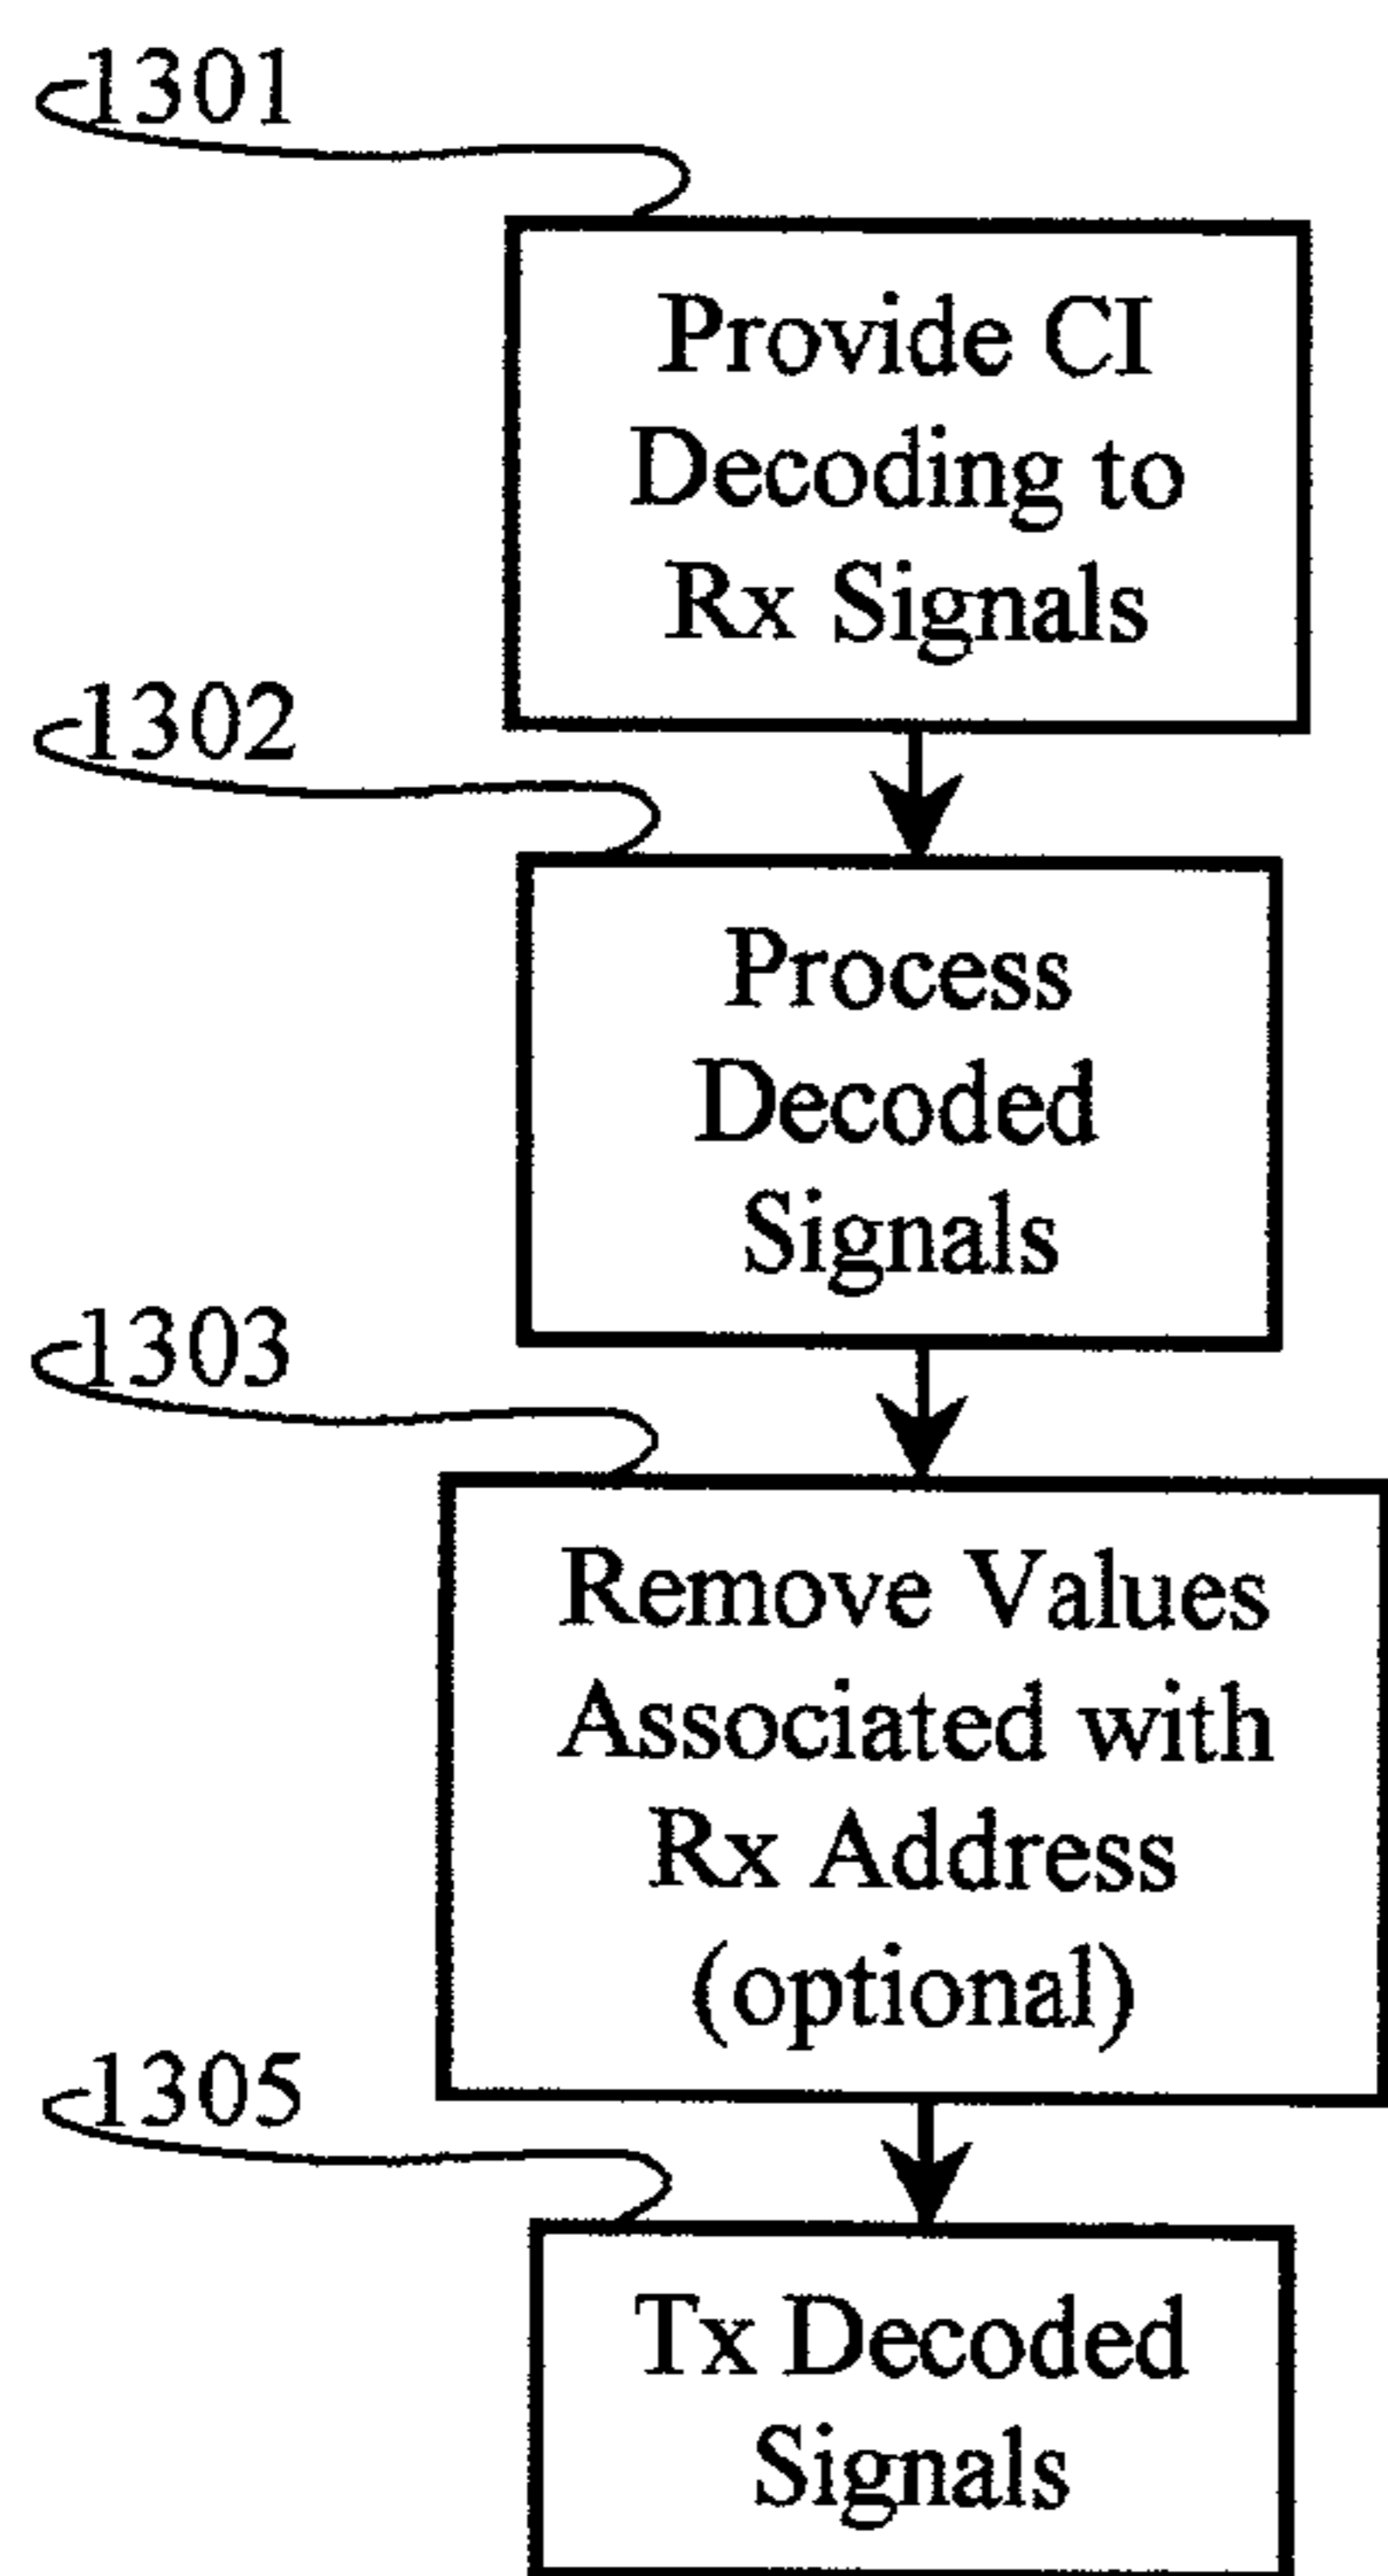 1301
Provide CI
Decoding to
Rx Signals
1302
Process
Decoded
Signals
1303
Remove Values
Associated with
Rx Address
(optional)
1305
Tx Decoded
Signals